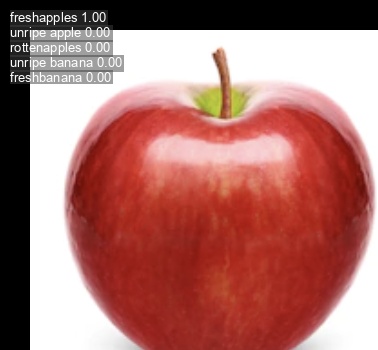 freshapples 1.00
unripe apple 0.00
rottenapples 0.00
unripe banana 0.00
freshbanana 0.00